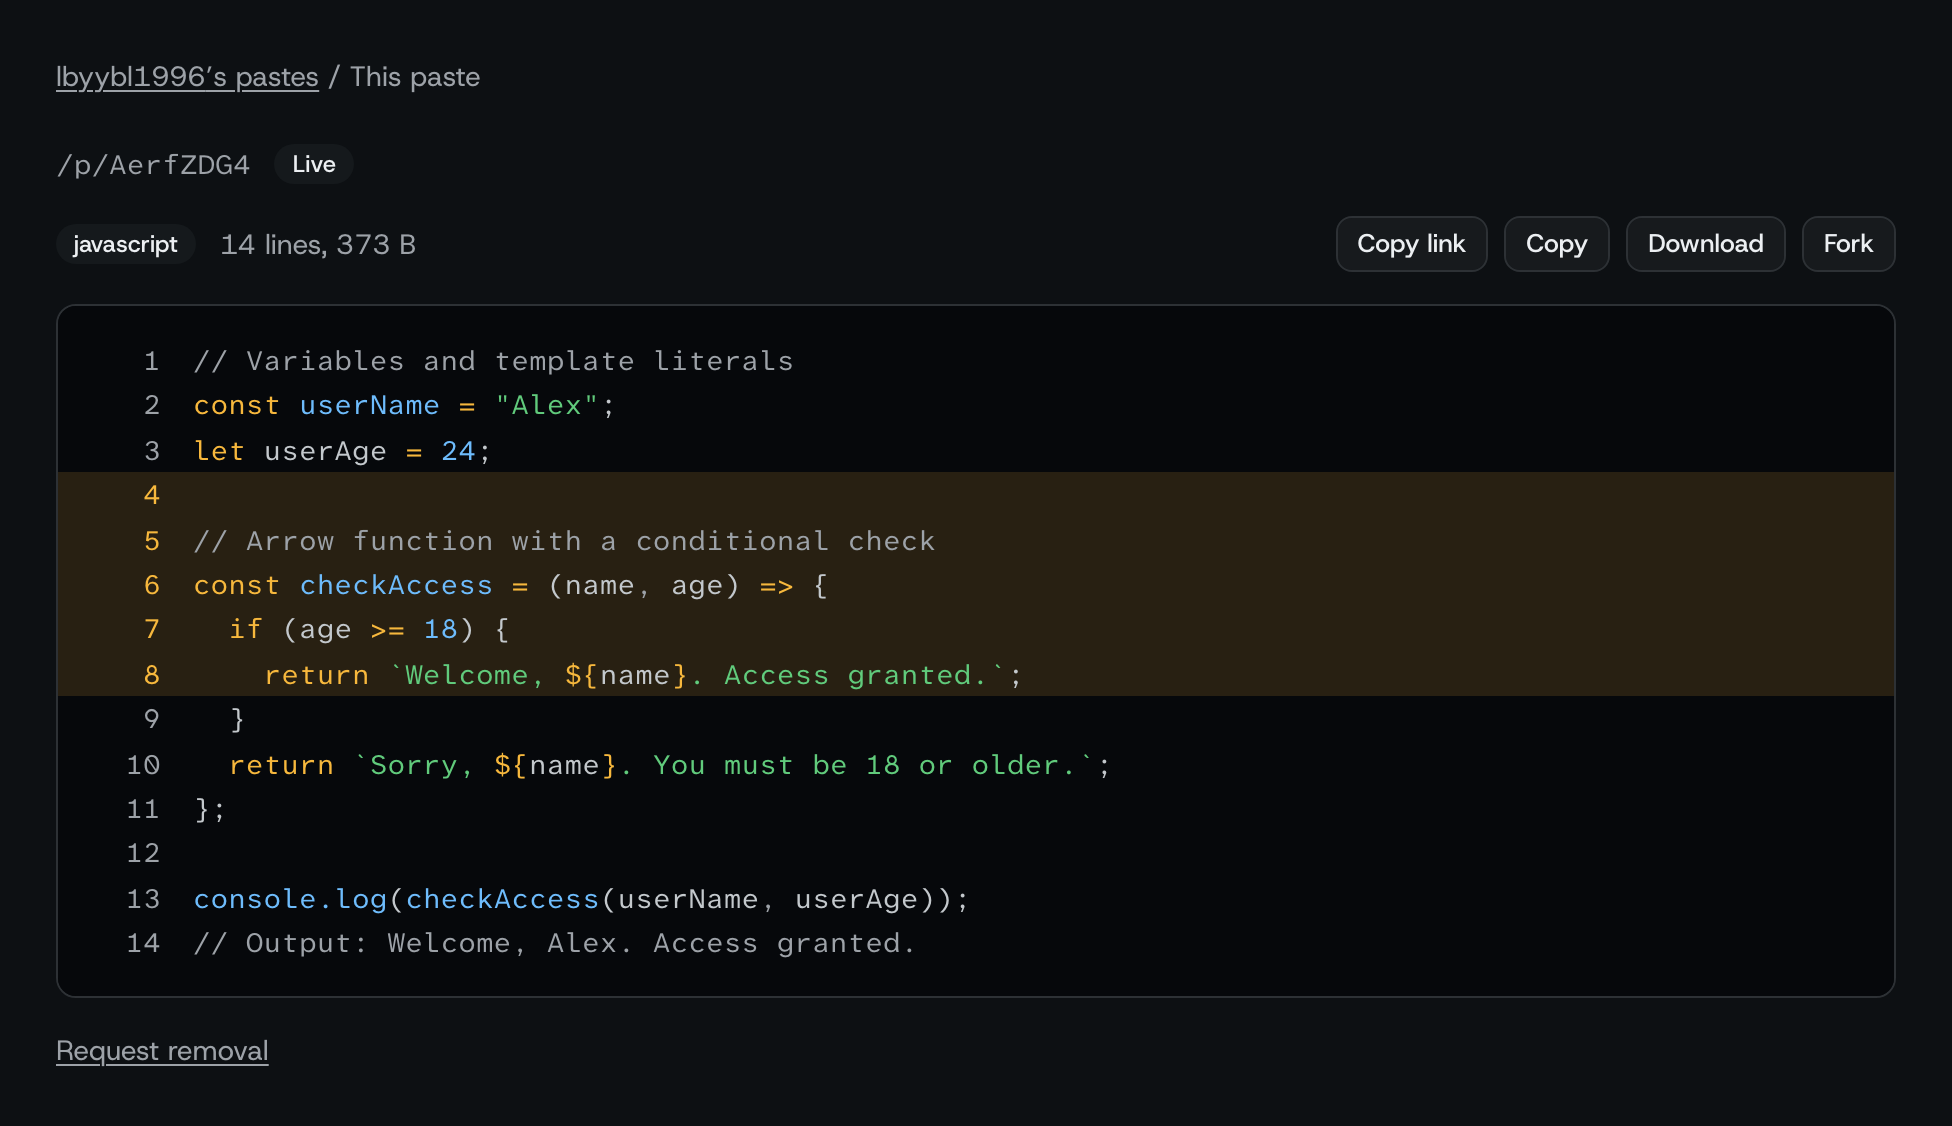 lbyybl1996's pastes / This paste
/p/AerfZDG4 Live
javascript 14 lines, 373 B Copy link Copy Download Fork
1 // Variables and template literals
2 const userName = "Alex";
3 let userAge = 24;
4
5 // Arrow function with a conditional check
6 const checkAccess = (name, age) => {
7   if (age >= 18) {
8     return `Welcome, ${name}. Access granted.`;
9   }
10   return `Sorry, ${name}. You must be 18 or older.`;
11 };
12
13 console.log(checkAccess(userName, userAge));
14 // Output: Welcome, Alex. Access granted.
Request removal